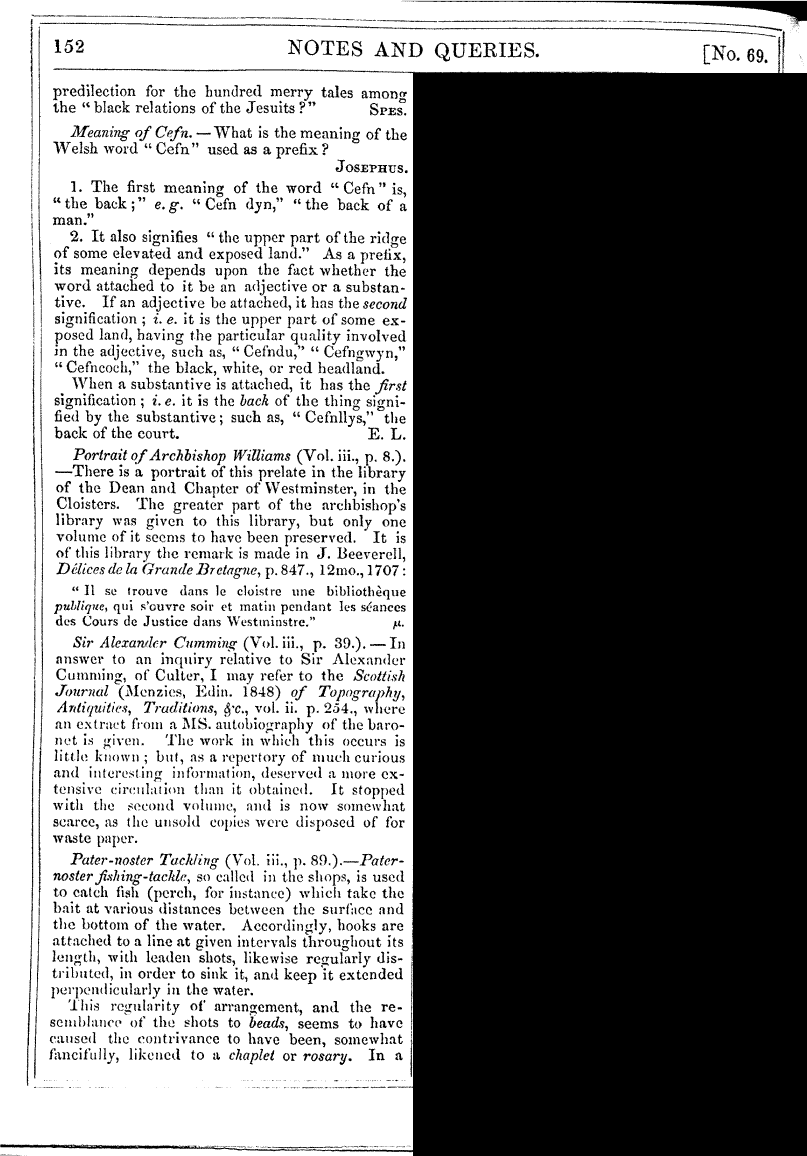 152 NOTES AND QUERIES. [No. 69.
predilection for the hundred merry tales among
the "black relations of the Jesuits?" SPES.
Meaning of Cefn. — What is the meaning of the
Welsh word "Cefn" used as a prefix?
JOSEPHUS.
1. The first meaning of the word "Cefn" is,
"the back;" e. g. "Cefn dyn," "the back of a
man."
2. It also signifies "the upper part of the ridge
of some elevated and exposed land." As a prefix,
its meaning depends upon the fact whether the
word attached to it be an adjective or a substan-
tive. If an adjective be attached, it has the second
signification; i. e. it is the upper part of some ex-
posed land, having the particular quality involved
in the adjective, such as, "Cefndu," "Cefngwyn,"
"Cefncoch," the black, white, or red headland.
When a substantive is attached, it has the first
signification; i. e. it is the back of the thing signi-
fied by the substantive; such as, "Cefnllys," the
back of the court. E. L.
Portrait of Archbishop Williams (Vol. iii., p. 8.).
—There is a portrait of this prelate in the library
of the Dean and Chapter of Westminster, in the
Cloisters. The greater part of the archbishop's
library was given to this library, but only one
volume of it seems to have been preserved. It is
of this library the remark is made in J. Beeverell,
Délices de la Grande Bretagne, p. 847., 12mo., 1707:
"Il se trouve dans le cloistre une bibliothèque
publique, qui s'ouvre soir et matin pendant les séances
des Cours de Justice dans Westminstre." μ.
Sir Alexander Cumming (Vol. iii., p. 39.). — In
answer to an inquiry relative to Sir Alexander
Cumming, of Culter, I may refer to the Scottish
Journal (Menzies, Edin. 1848) of Topography,
Antiquities, Traditions, &c., vol. ii. p. 254., where
an extract from a MS. autobiography of the baro-
net is given. The work in which this occurs is
little known; but, as a repertory of much curious
and interesting information, deserved a more ex-
tensive circulation than it obtained. It stopped
with the second volume, and is now somewhat
scarce, as the unsold copies were disposed of for
waste paper.
Pater-noster Tackling (Vol. iii., p. 89.).—Pater-
noster fishing-tackle, so called in the shops, is used
to catch fish (perch, for instance) which take the
bait at various distances between the surface and
the bottom of the water. Accordingly, hooks are
attached to a line at given intervals throughout its
length, with leaden shots, likewise regularly dis-
tributed, in order to sink it, and keep it extended
perpendicularly in the water.
This regularity of arrangement, and the re-
semblance of the shots to beads, seems to have
caused the contrivance to have been, somewhat
fancifully, likened to a chaplet or rosary. In a